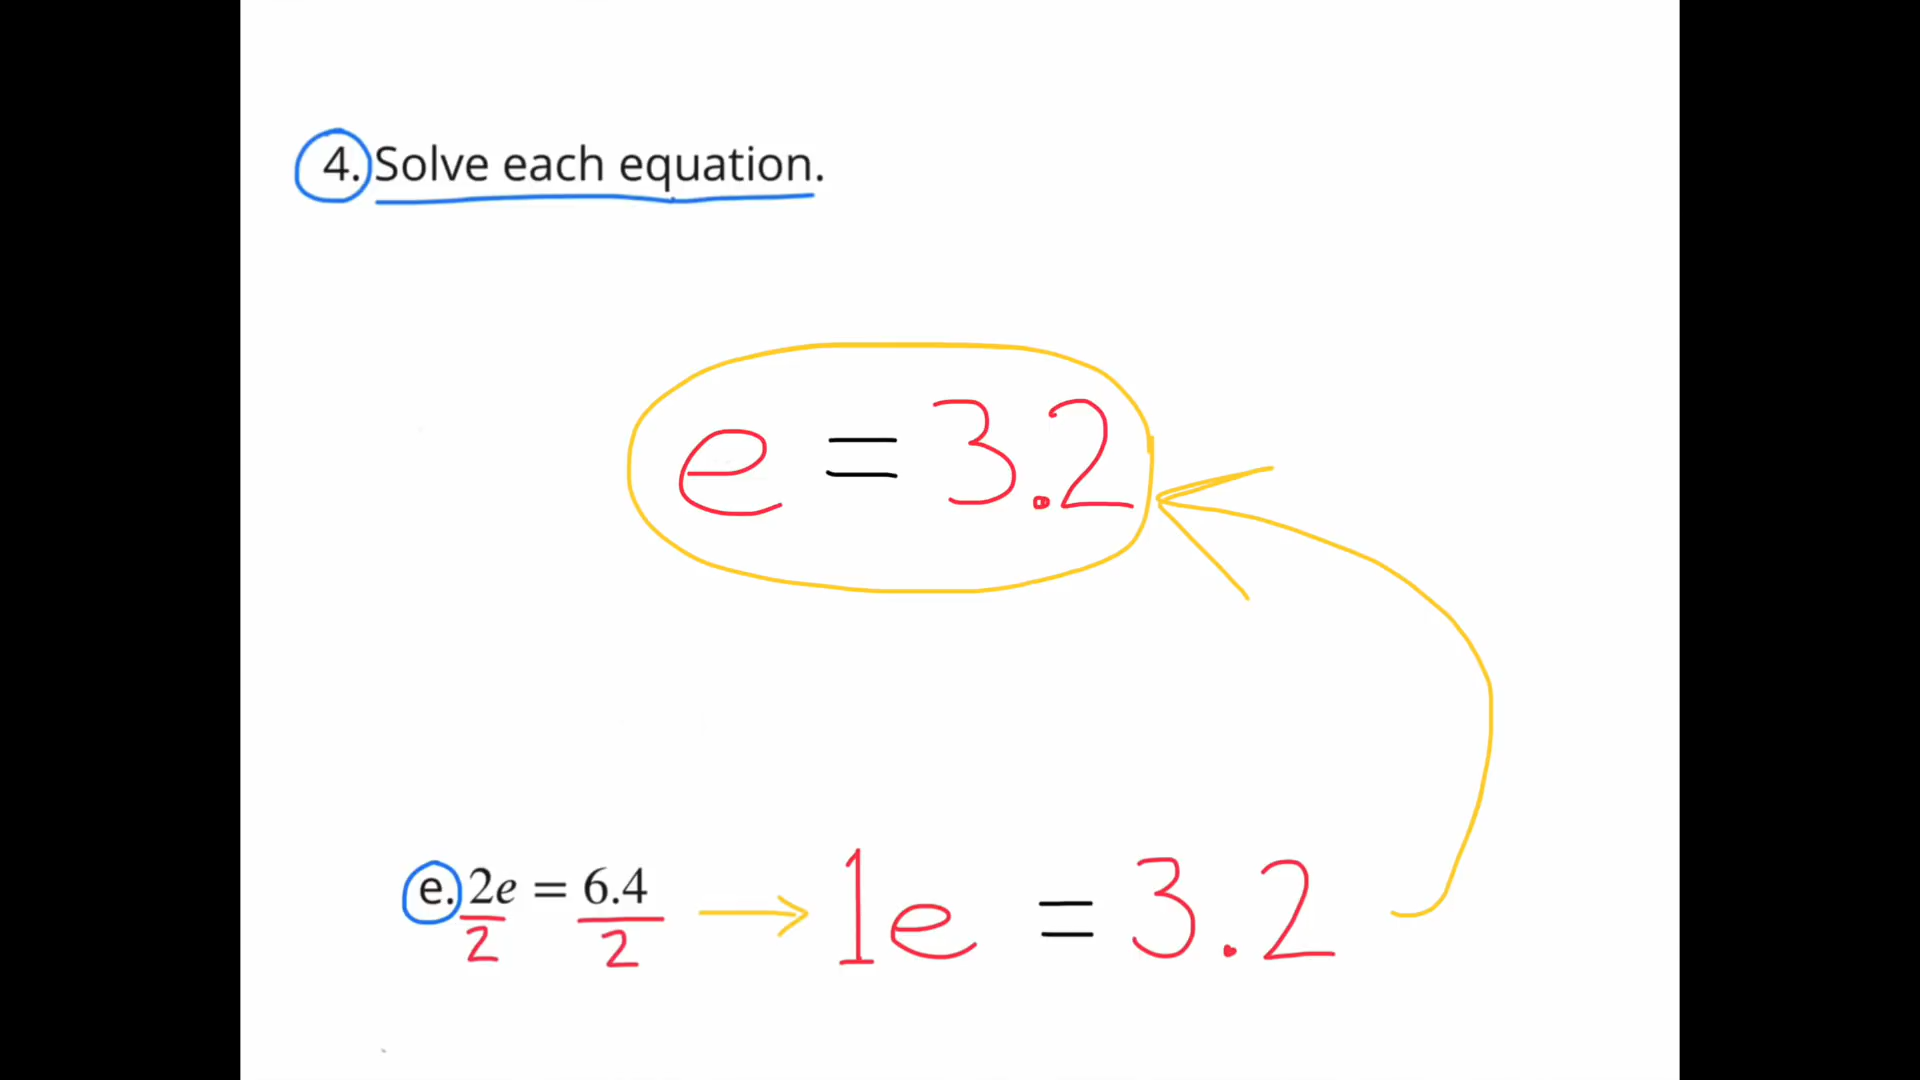 4. Solve each equation.
e = 3.2
e. 2e = 6.4 → 1e = 3.2
2 2